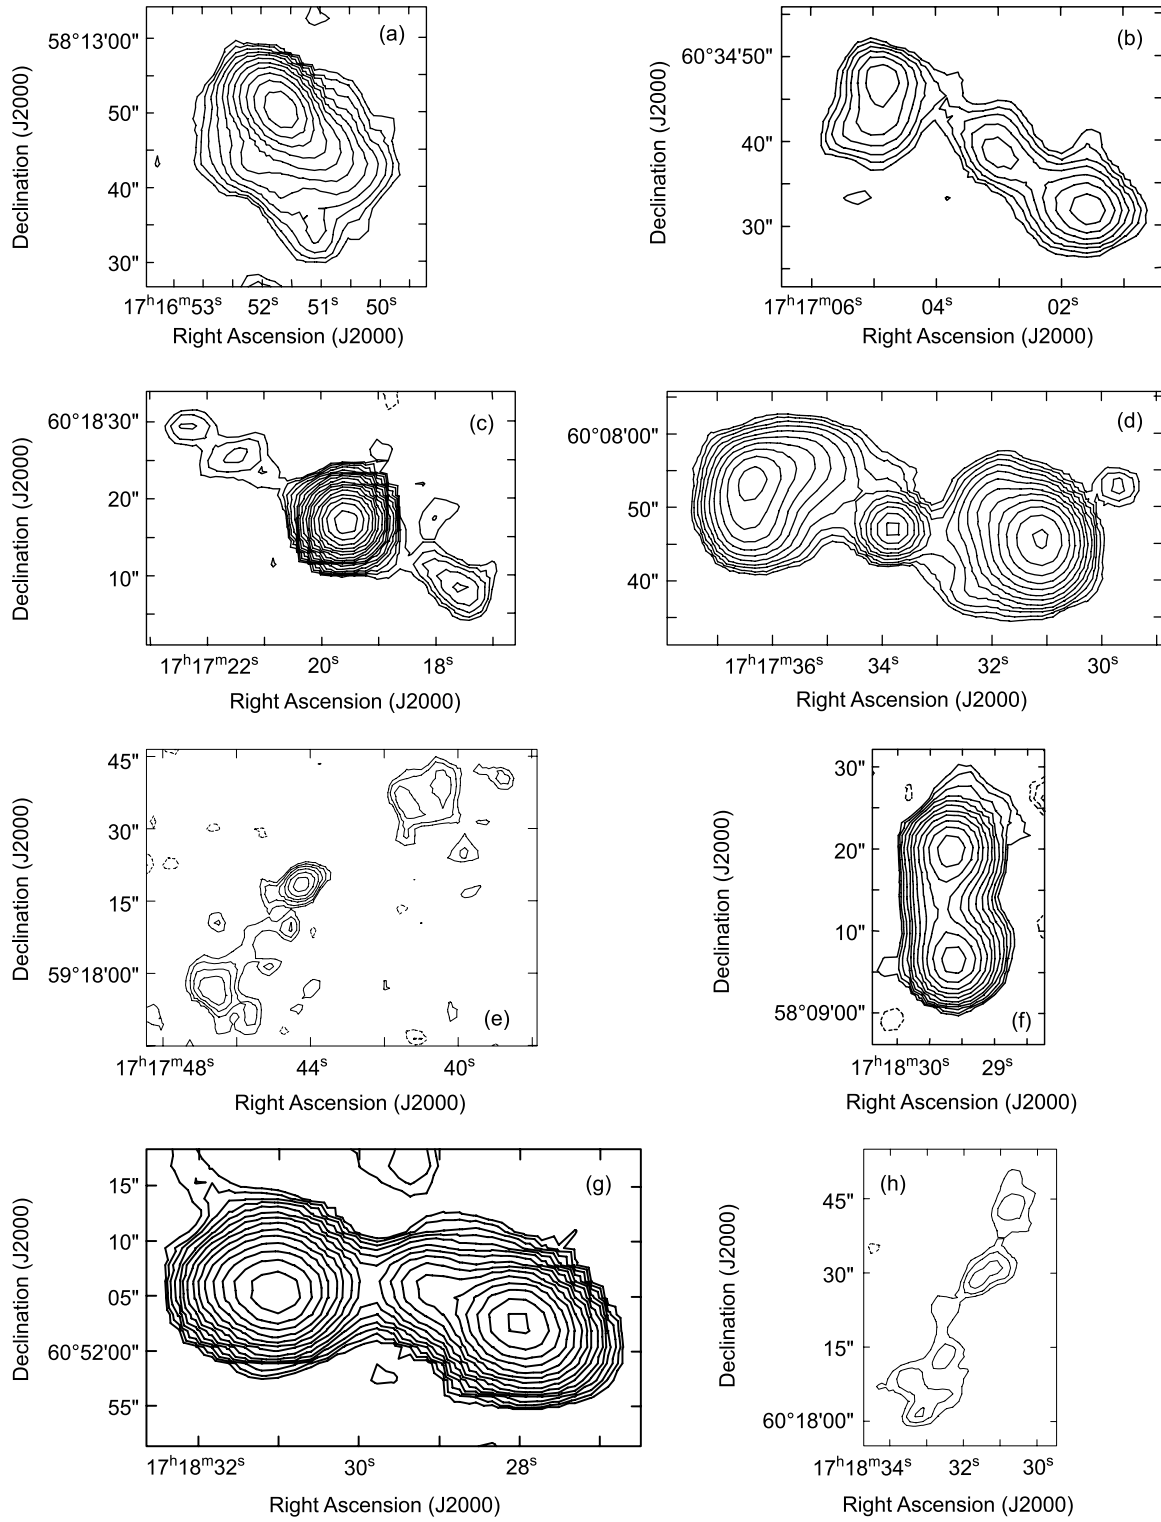 (a)
58°13'00"
50"
40"
30"
Declination (J2000)
17ʰ16ᵐ53ˢ 52ˢ 51ˢ 50ˢ
Right Ascension (J2000)
(b)
60°34'50"
40"
30"
Declination (J2000)
17ʰ17ᵐ06ˢ 04ˢ 02ˢ
Right Ascension (J2000)
(c)
60°18'30"
20"
10"
Declination (J2000)
17ʰ17ᵐ22ˢ 20ˢ 18ˢ
Right Ascension (J2000)
(d)
60°08'00"
50"
40"
Declination (J2000)
17ʰ17ᵐ36ˢ 34ˢ 32ˢ 30ˢ
Right Ascension (J2000)
45"
30"
15"
59°18'00"
(e)
Declination (J2000)
17ʰ17ᵐ48ˢ 44ˢ 40ˢ
Right Ascension (J2000)
30"
20"
10"
58°09'00"
(f)
Declination (J2000)
17ʰ18ᵐ30ˢ 29ˢ
Right Ascension (J2000)
(g)
15"
10"
05"
60°52'00"
55"
Declination (J2000)
17ʰ18ᵐ32ˢ 30ˢ 28ˢ
Right Ascension (J2000)
(h)
45"
30"
15"
60°18'00"
Declination (J2000)
17ʰ18ᵐ34ˢ 32ˢ 30ˢ
Right Ascension (J2000)